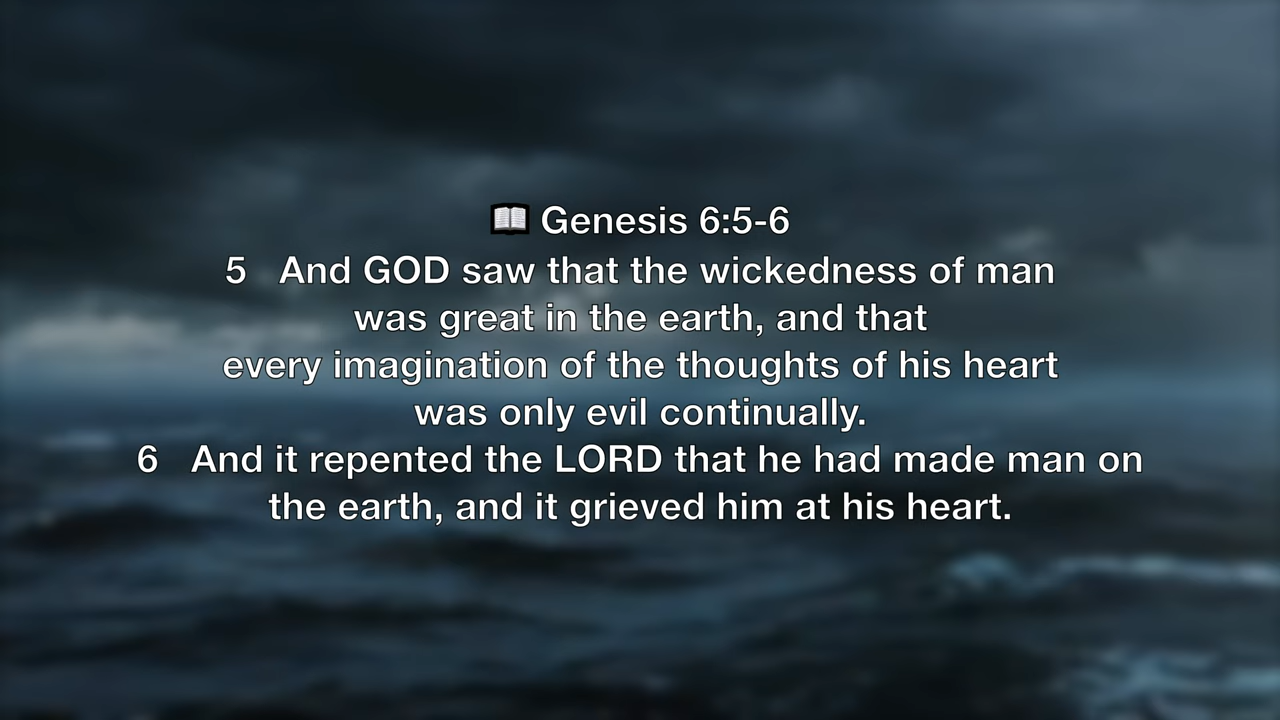 📖 Genesis 6:5-6
5 And GOD saw that the wickedness of man
was great in the earth, and that
every imagination of the thoughts of his heart
was only evil continually.
6 And it repented the LORD that he had made man on
the earth, and it grieved him at his heart.